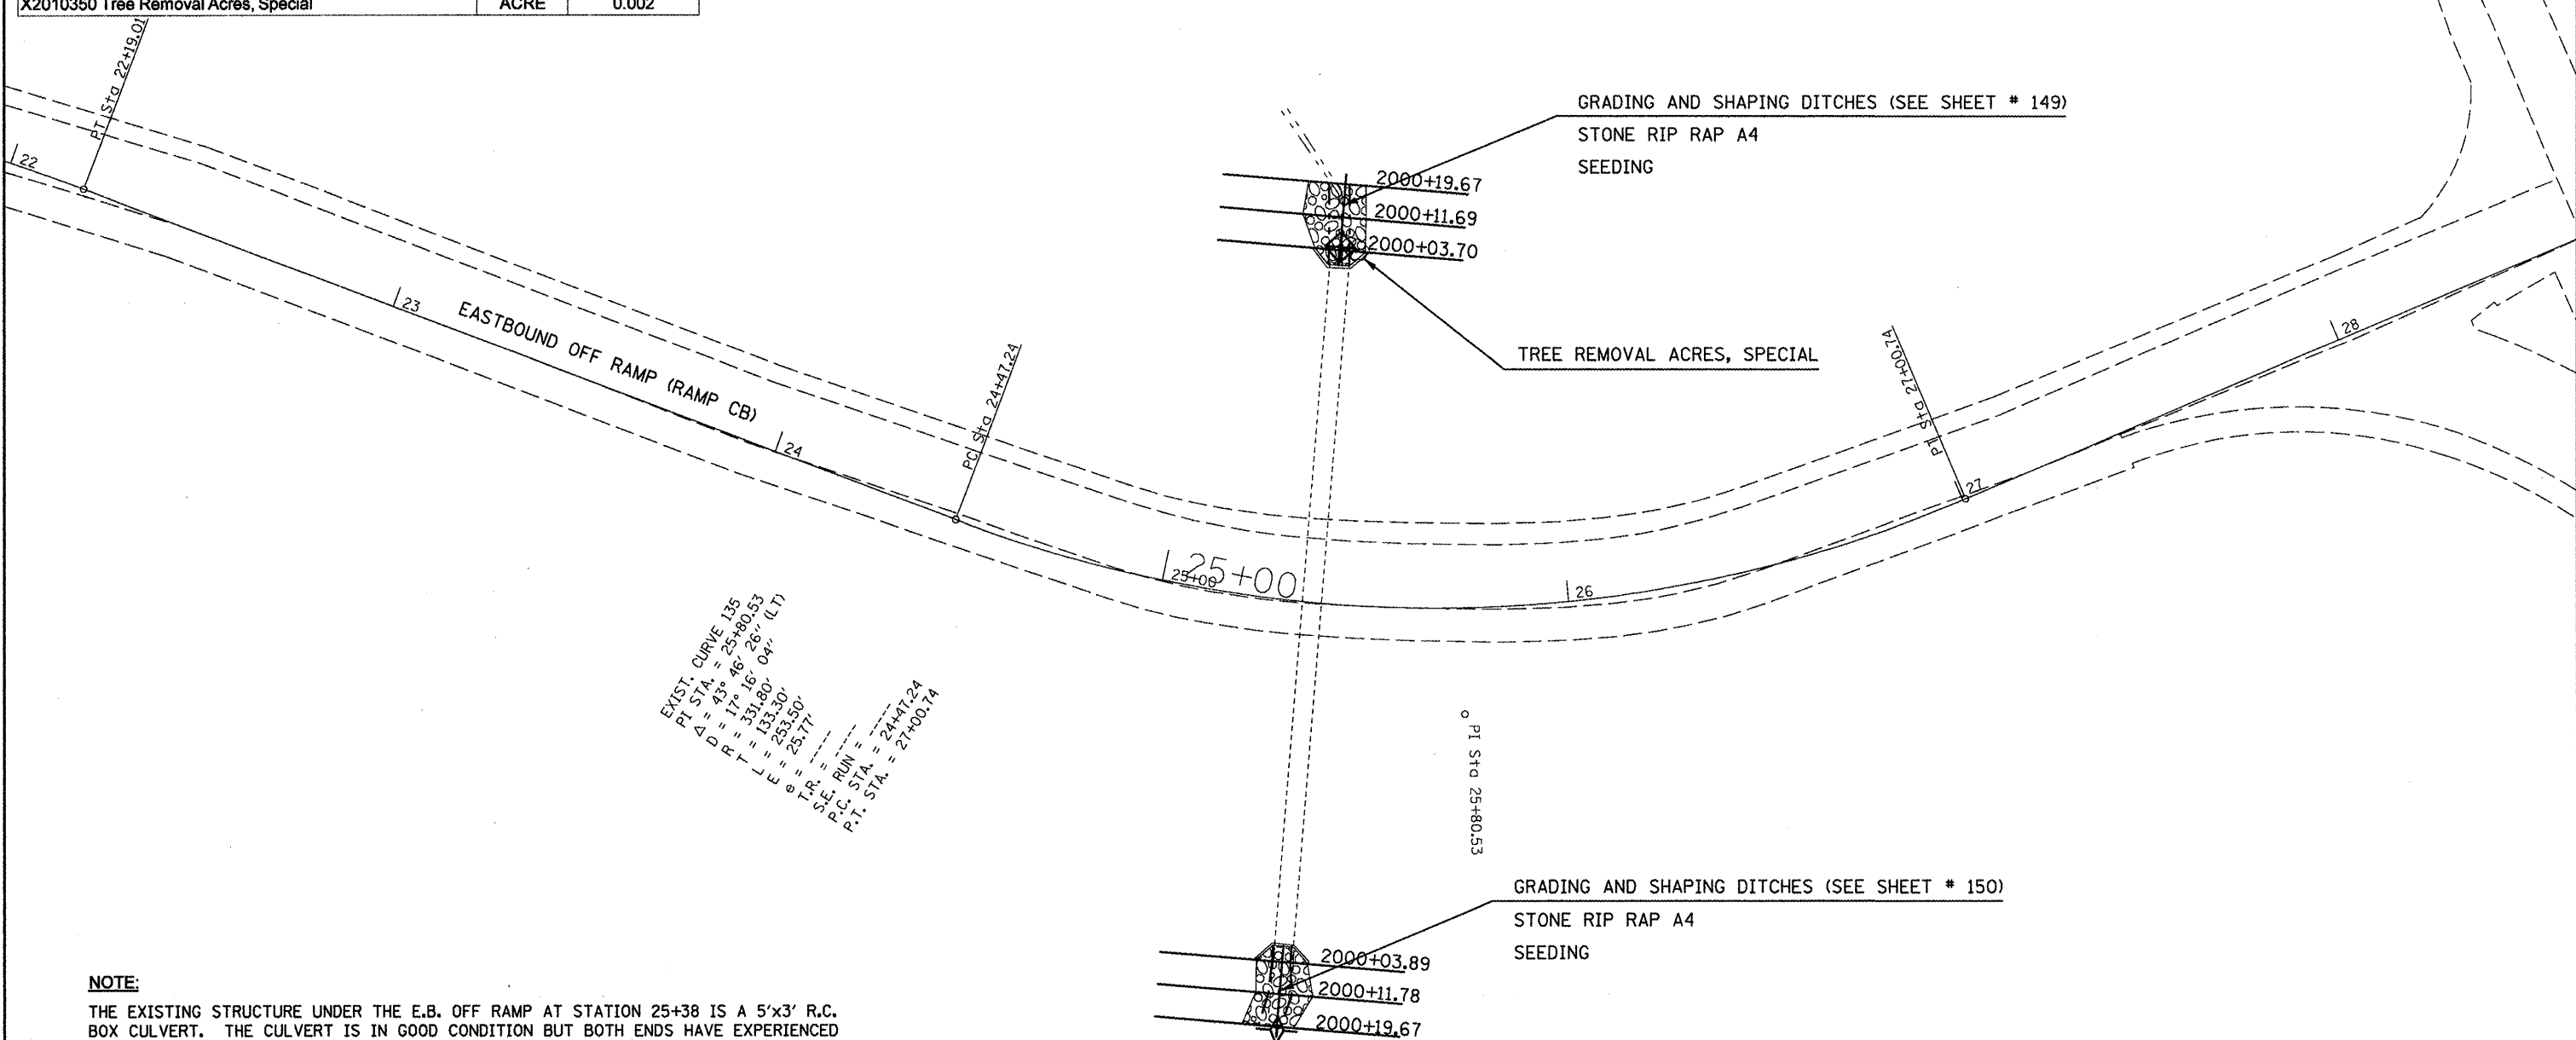 X2010350 Tree Removal Acres, Special ACRE 0.002
PT Sta 22+19.01
GRADING AND SHAPING DITCHES (SEE SHEET # 149)
STONE RIP RAP A4
SEEDING
22
2000+19.67
2000+11.69
2000+03.70
23
EASTBOUND OFF RAMP (RAMP CB)
TREE REMOVAL ACRES, SPECIAL
28
24
PC Sta 24+47.24
PT Sta 27+00.74
27
25+00
25+00
26
EXIST. CURVE 135
PI STA. = 25+80.53
Δ = 43° 46' 26" (LT)
D = 17° 16' 04"
R = 331.80'
T = 133.30'
L = 253.50'
E = 25.77'
e = -----
T.R. = -----
S.E. RUN = -----
P.C. STA. = 24+47.24
P.T. STA. = 27+00.74
PI Sta 25+80.53
GRADING AND SHAPING DITCHES (SEE SHEET # 150)
STONE RIP RAP A4
SEEDING
2000+03.89
2000+11.78
2000+19.67
NOTE:
THE EXISTING STRUCTURE UNDER THE E.B. OFF RAMP AT STATION 25+38 IS A 5'x3' R.C.
BOX CULVERT. THE CULVERT IS IN GOOD CONDITION BUT BOTH ENDS HAVE EXPERIENCED